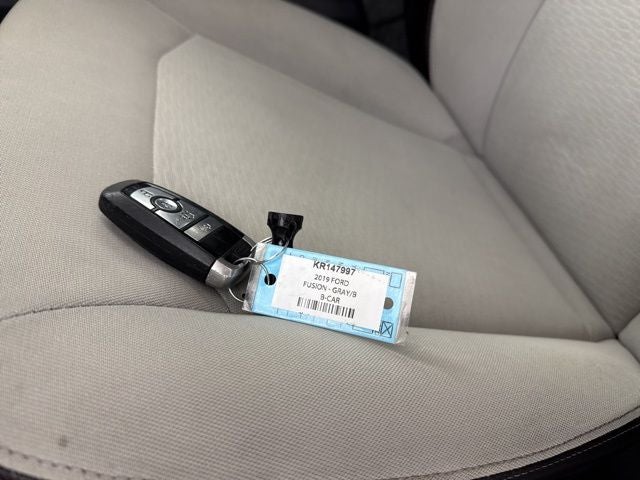 KR147997
2019 FORD
FUSION - GRAY/B
B-CAR